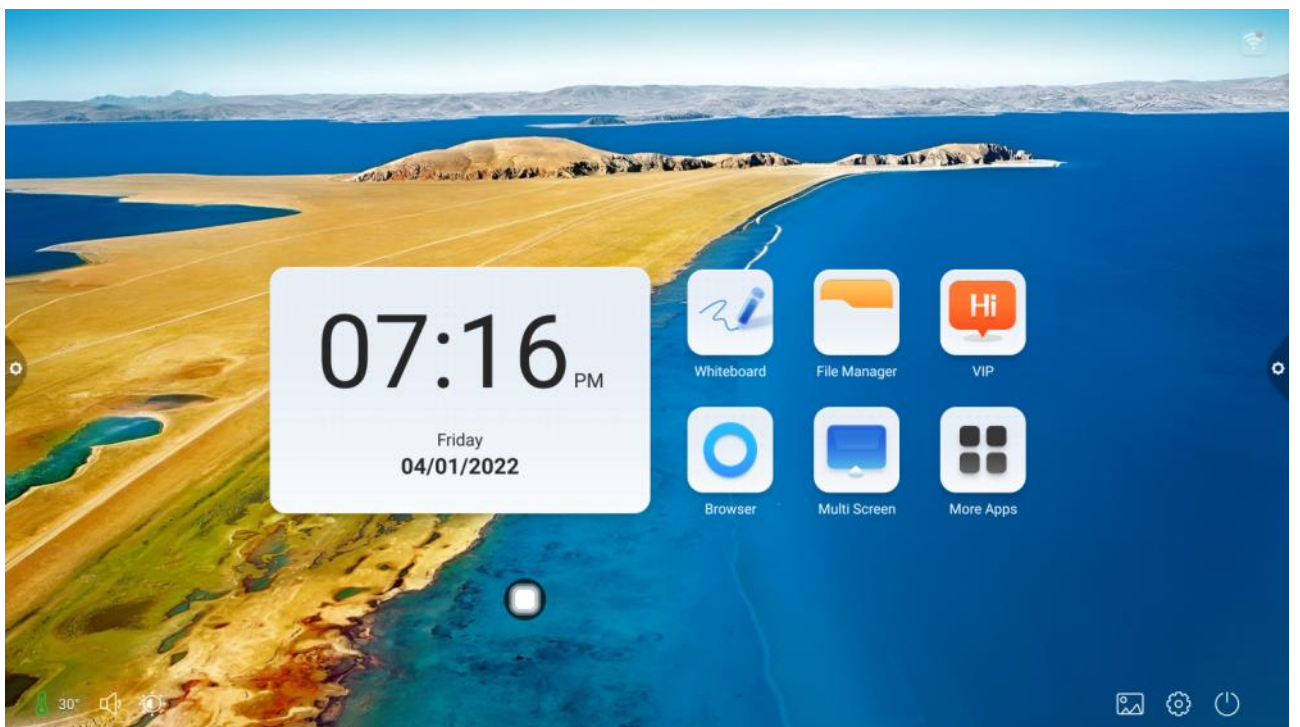 07:16 PM
Friday
04/01/2022
Hi
Whiteboard
File Manager
VIP
Browser
Multi Screen
More Apps
30°